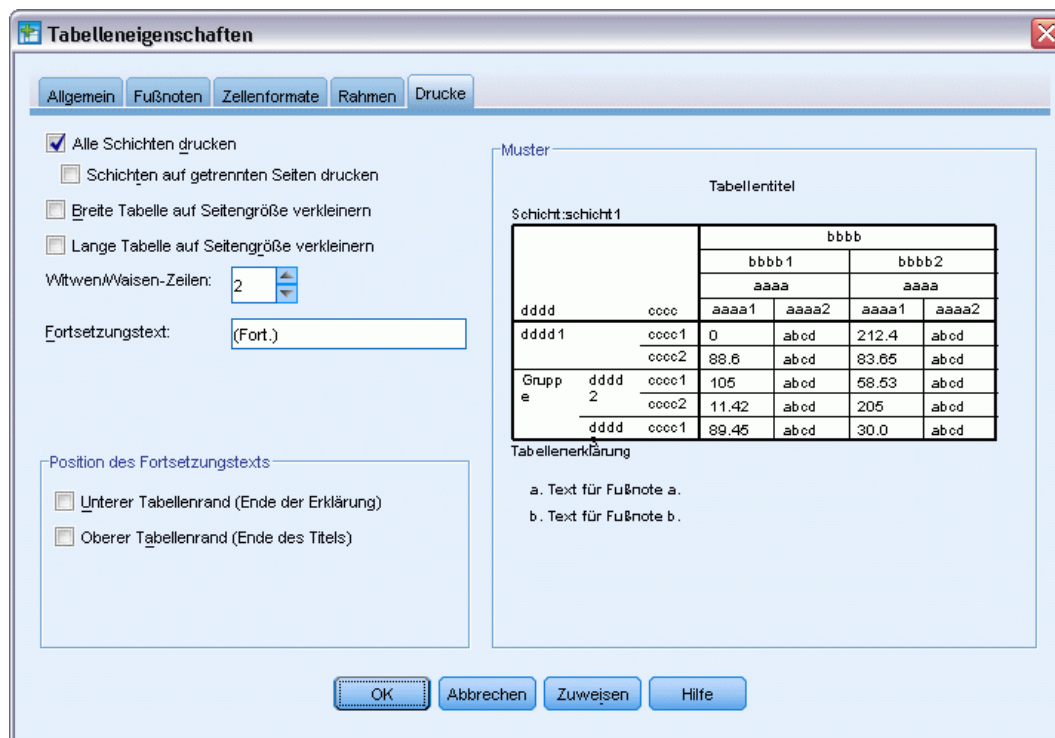 Tabelleneigenschaften
Allgemein Fußnoten Zellenformate Rahmen Drucke
Alle Schichten drucken
Schichten auf getrennten Seiten drucken
Breite Tabelle auf Seitengröße verkleinern
Lange Tabelle auf Seitengröße verkleinern
Witwen/Waisen-Zeilen: 2
Fortsetzungstext: (Fort.)
Position des Fortsetzungstexts
Unterer Tabellenrand (Ende der Erklärung)
Oberer Tabellenrand (Ende des Titels)
Muster
Tabellentitel
Schicht:schicht1
bbbb
bbbb1 bbbb2
aaaa aaaa
dddd cccc aaaa1 aaaa2 aaaa1 aaaa2
dddd1 cccc1 0 abcd 212.4 abcd
cccc2 88.6 abcd 83.65 abcd
Grupp dddd cccc1 105 abcd 58.53 abcd
e 2
cccc2 11.42 abcd 205 abcd
dddd cccc1 89.45 abcd 30.0 abcd
3
Tabellenerklärung
a. Text für Fußnote a.
b. Text für Fußnote b.
OK Abbrechen Zuweisen Hilfe